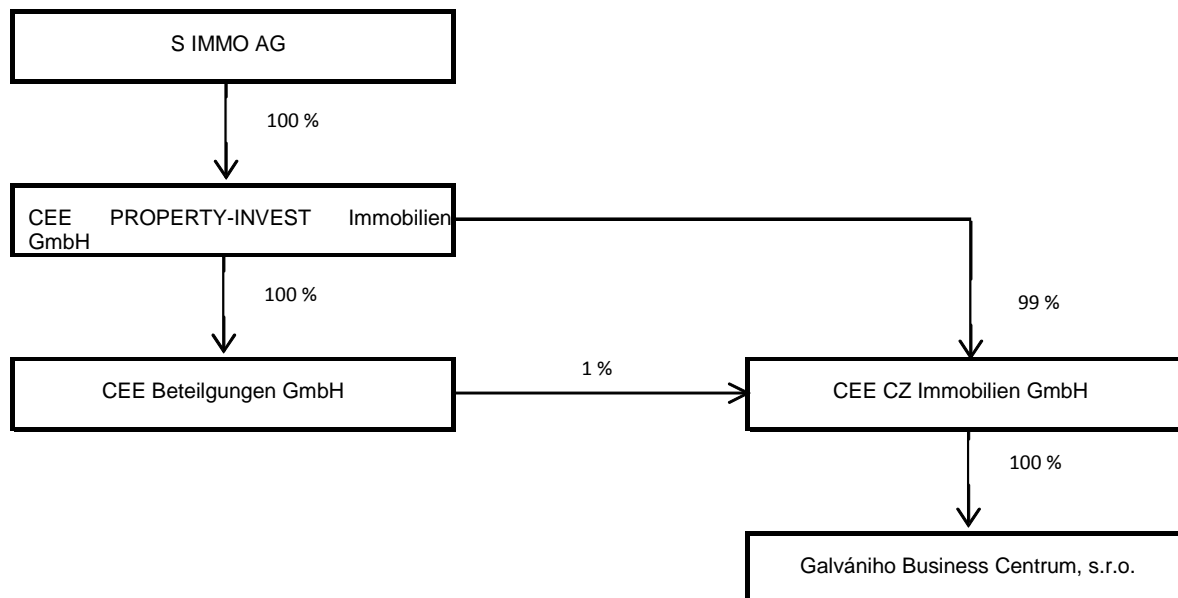 S IMMO AG
100 %
CEE PROPERTY-INVEST Immobilien
GmbH
100 %
99 %
CEE Beteilgungen GmbH
1 %
CEE CZ Immobilien GmbH
100 %
Galvániho Business Centrum, s.r.o.